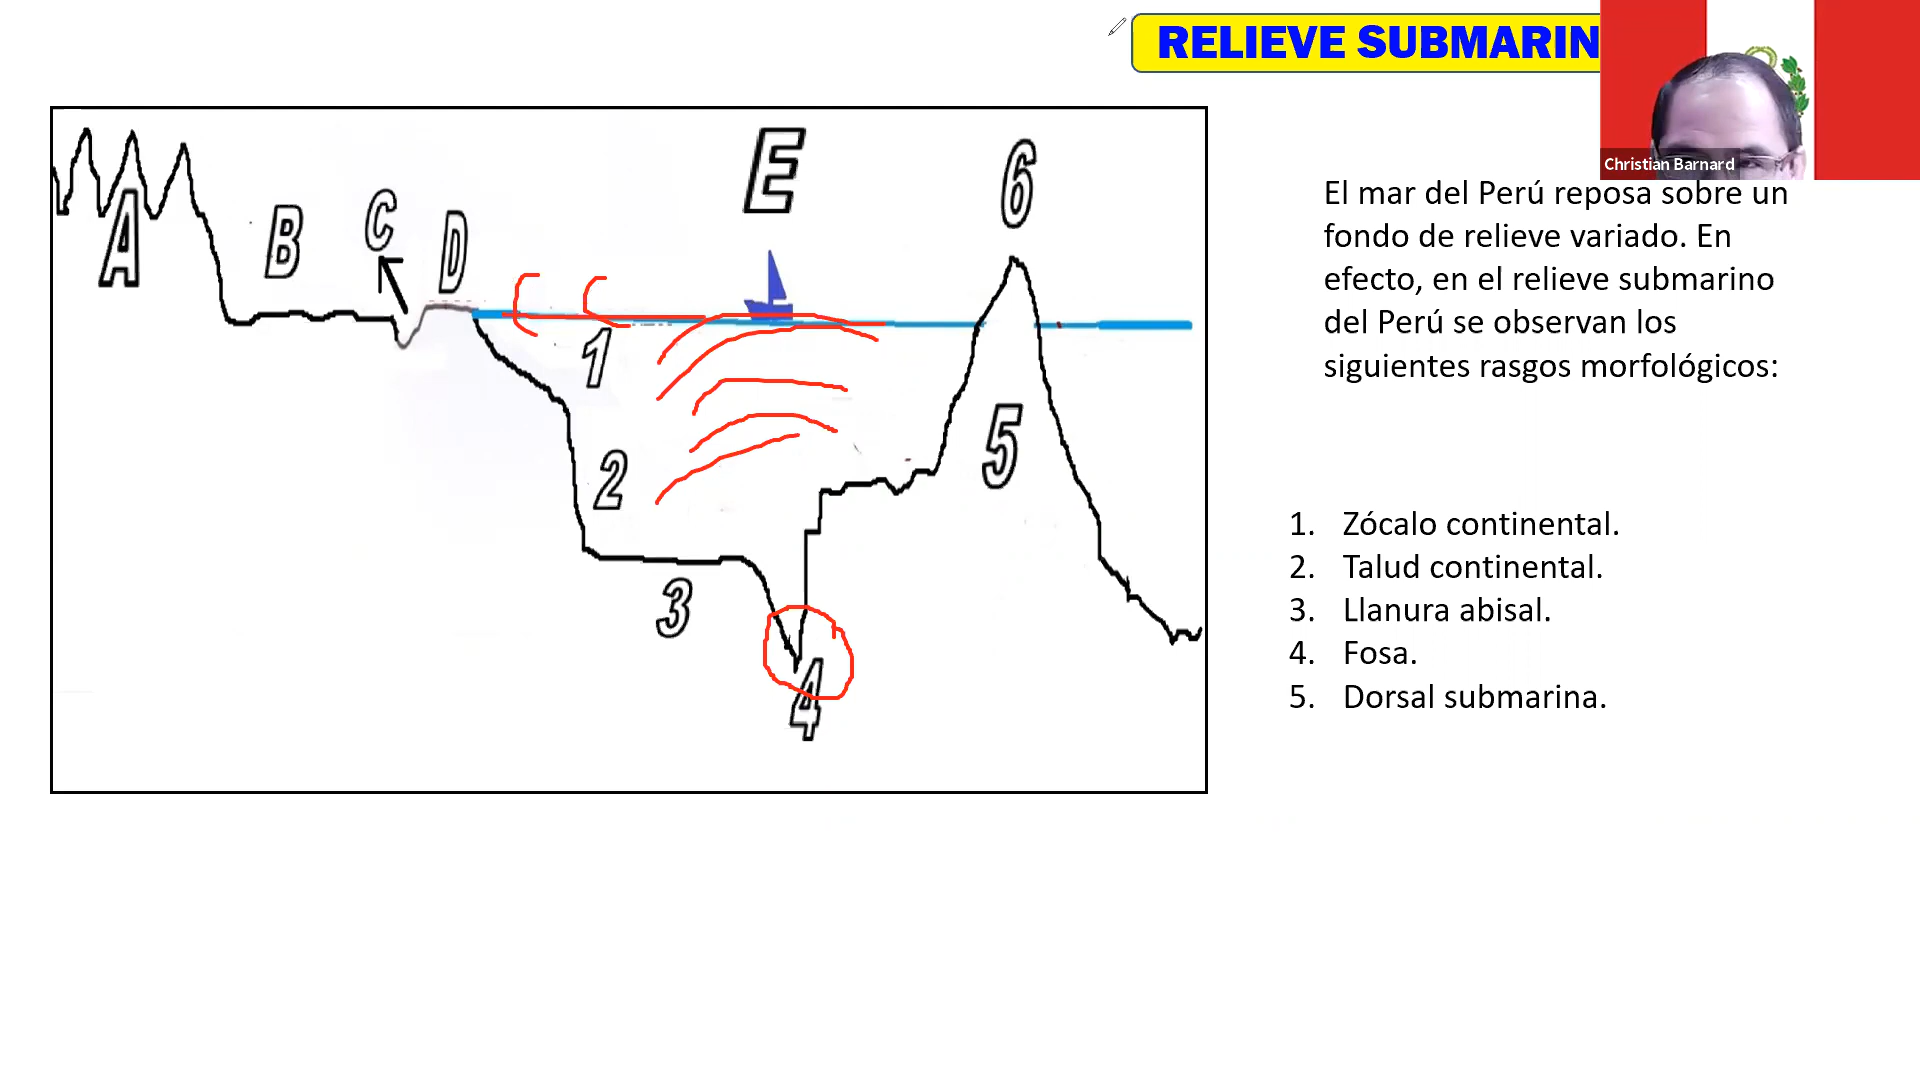 RELIEVE SUBMARIN
Christian Barnard
A
B
C
D
E
6
1
2
3
4
5
El mar del Perú reposa sobre un
fondo de relieve variado. En
efecto, en el relieve submarino
del Perú se observan los
siguientes rasgos morfológicos:
1. Zócalo continental.
2. Talud continental.
3. Llanura abisal.
4. Fosa.
5. Dorsal submarina.